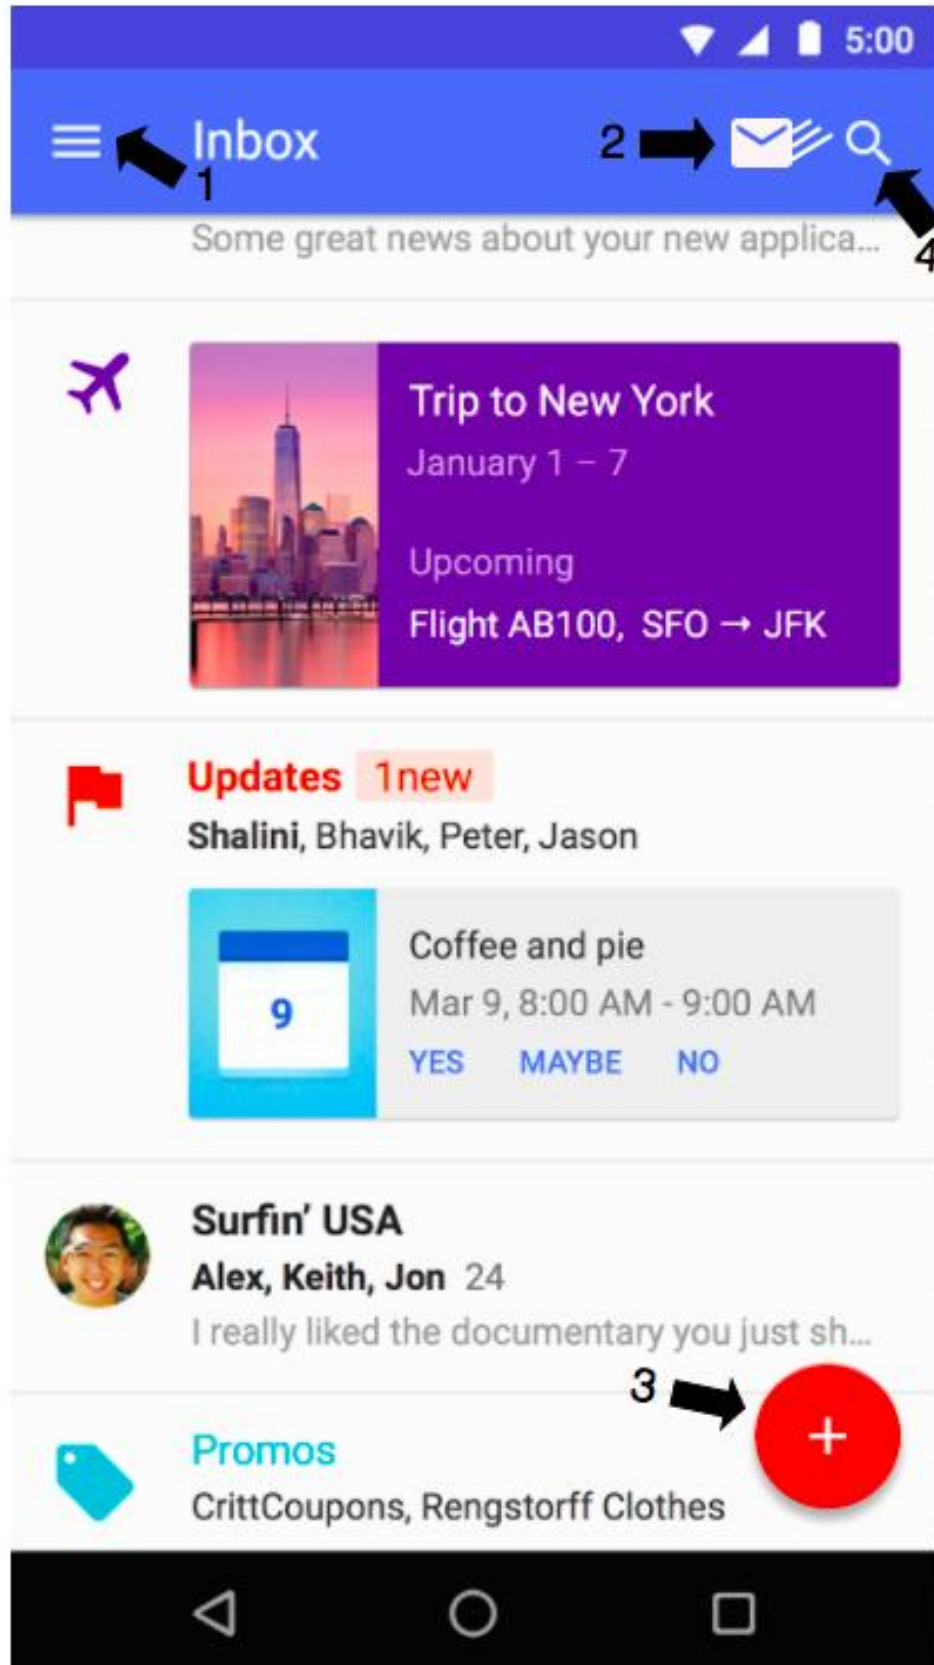 5:00
Inbox
2
1
4
Some great news about your new applica...
Trip to New York
January 1 – 7
Upcoming
Flight AB100, SFO → JFK
Updates 1new
Shalini, Bhavik, Peter, Jason
9
Coffee and pie
Mar 9, 8:00 AM - 9:00 AM
YES MAYBE NO
Surfin’ USA
Alex, Keith, Jon 24
I really liked the documentary you just sh...
3
+
Promos
CrittCoupons, Rengstorff Clothes